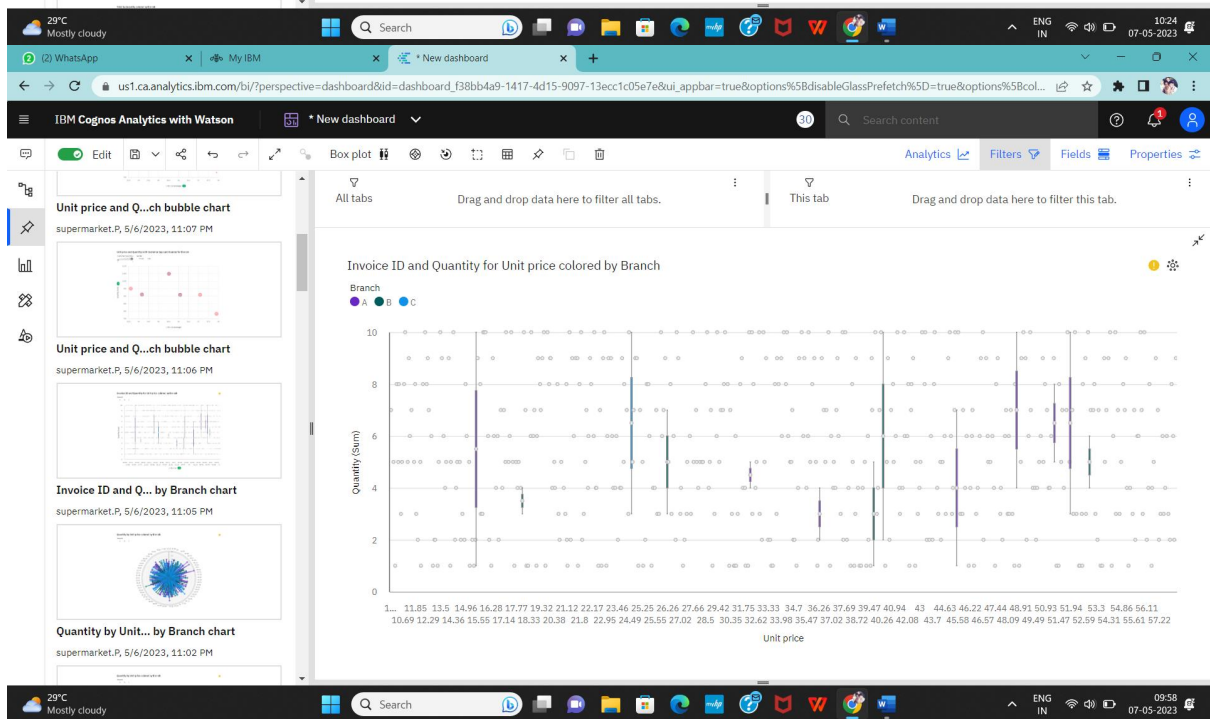 29°C
Mostly cloudy
Search
ENG
IN
10:24
07-05-2023
(2) WhatsApp
My IBM
* New dashboard
us1.ca.analytics.ibm.com/bi/?perspective=dashboard&id=dashboard_f38bb4a9-1417-4d15-9097-13ecc1c05e7e&ui_appbar=true&options%5BdisableGlassPrefetch%5D=true&options%5Bcol...
IBM Cognos Analytics with Watson
* New dashboard
30
Search content
1
Edit
Box plot
Analytics
Filters
Fields
Properties
All tabs
Drag and drop data here to filter all tabs.
This tab
Drag and drop data here to filter this tab.
Unit price and Q...ch bubble chart
supermarket.P, 5/6/2023, 11:07 PM
Unit price and Q...ch bubble chart
supermarket.P, 5/6/2023, 11:06 PM
Invoice ID and Q... by Branch chart
supermarket.P, 5/6/2023, 11:05 PM
Quantity by Unit... by Branch chart
supermarket.P, 5/6/2023, 11:02 PM
Invoice ID and Quantity for Unit price colored by Branch
Branch
A B C
Quantity (Sum)
10
8
6
4
2
0
1... 11.85 13.5 14.96 16.28 17.77 19.32 21.12 22.17 23.46 25.25 26.26 27.66 29.42 31.75 33.33 34.7 36.26 37.69 39.47 40.94 43 44.63 46.22 47.44 48.91 50.93 51.94 53.3 54.86 56.11
10.69 12.29 14.36 15.55 17.14 18.33 20.38 21.8 22.95 24.49 25.55 27.02 28.5 30.35 32.62 33.98 35.47 37.02 38.72 40.26 42.08 43.7 45.58 46.57 48.09 49.49 51.47 52.59 54.31 55.61 57.22
Unit price
29°C
Mostly cloudy
Search
ENG
IN
09:58
07-05-2023